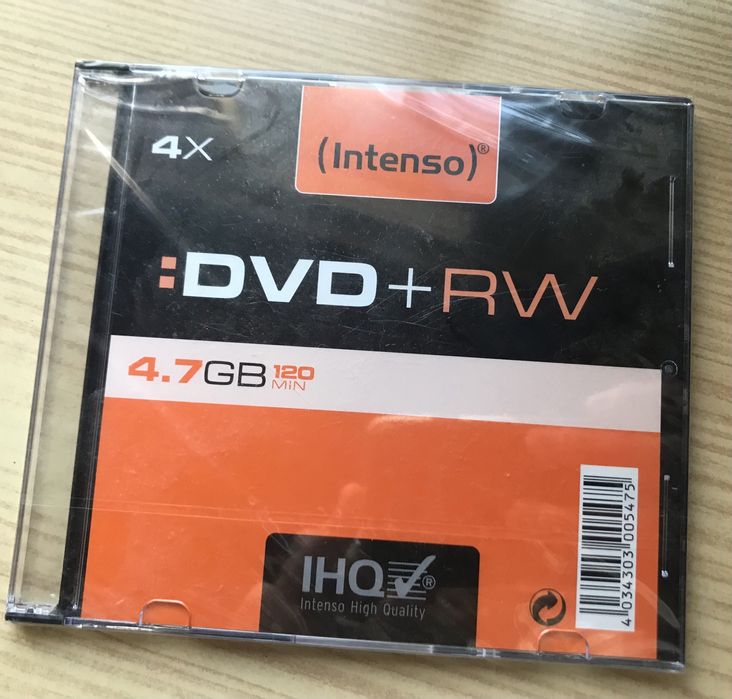 4X
(Intenso)®
:DVD+RW
4.7GB 120 MIN
IHQ®
Intenso High Quality
4 034303 005475